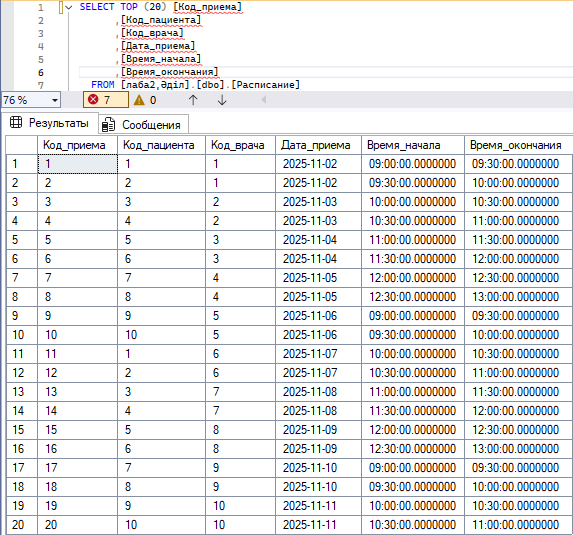 1 SELECT TOP (20) [Код_приема]
2 ,[Код_пациента]
3 ,[Код_врача]
4 ,[Дата_приема]
5 ,[Время_начала]
6 ,[Время_окончания]
7 FROM [лаба2,Әділ].[dbo].[Расписание]
76 % 7 0
Результаты Сообщения
Код_приема Код_пациента Код_врача Дата_приема Время_начала Время_окончания
1 1 1 1 2025-11-02 09:00:00.0000000 09:30:00.0000000
2 2 2 1 2025-11-02 09:30:00.0000000 10:00:00.0000000
3 3 3 2 2025-11-03 10:00:00.0000000 10:30:00.0000000
4 4 4 2 2025-11-03 10:30:00.0000000 11:00:00.0000000
5 5 5 3 2025-11-04 11:00:00.0000000 11:30:00.0000000
6 6 6 3 2025-11-04 11:30:00.0000000 12:00:00.0000000
7 7 7 4 2025-11-05 12:00:00.0000000 12:30:00.0000000
8 8 8 4 2025-11-05 12:30:00.0000000 13:00:00.0000000
9 9 9 5 2025-11-06 09:00:00.0000000 09:30:00.0000000
10 10 10 5 2025-11-06 09:30:00.0000000 10:00:00.0000000
11 11 1 6 2025-11-07 10:00:00.0000000 10:30:00.0000000
12 12 2 6 2025-11-07 10:30:00.0000000 11:00:00.0000000
13 13 3 7 2025-11-08 11:00:00.0000000 11:30:00.0000000
14 14 4 7 2025-11-08 11:30:00.0000000 12:00:00.0000000
15 15 5 8 2025-11-09 12:00:00.0000000 12:30:00.0000000
16 16 6 8 2025-11-09 12:30:00.0000000 13:00:00.0000000
17 17 7 9 2025-11-10 09:00:00.0000000 09:30:00.0000000
18 18 8 9 2025-11-10 09:30:00.0000000 10:00:00.0000000
19 19 9 10 2025-11-11 10:00:00.0000000 10:30:00.0000000
20 20 10 10 2025-11-11 10:30:00.0000000 11:00:00.0000000